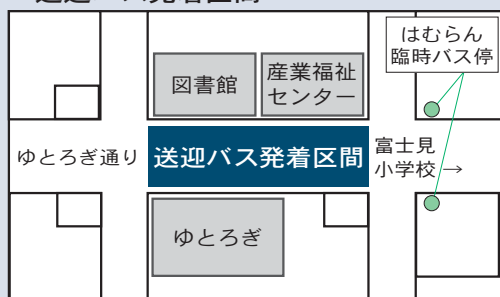 はむらん
臨時バス停
図書館
産業福祉
センター
ゆとろぎ通り
送迎バス発着区間
富士見
小学校→
ゆとろぎ